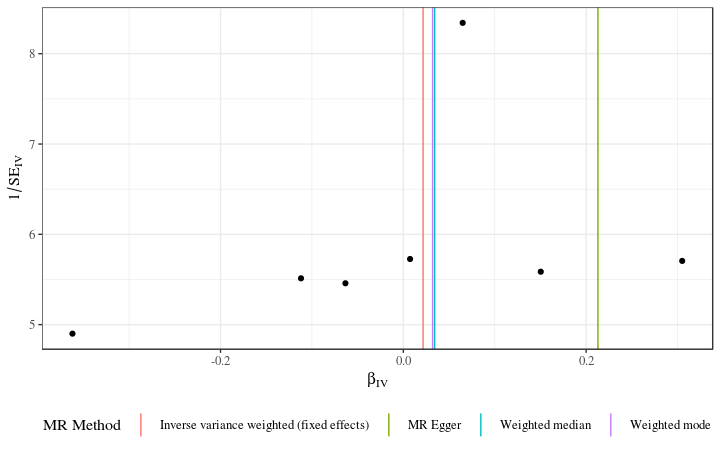 8
7
6
5
1/SE_IV
-0.2 0.0 0.2
β_IV
MR Method Inverse variance weighted (fixed effects) MR Egger Weighted median Weighted mode